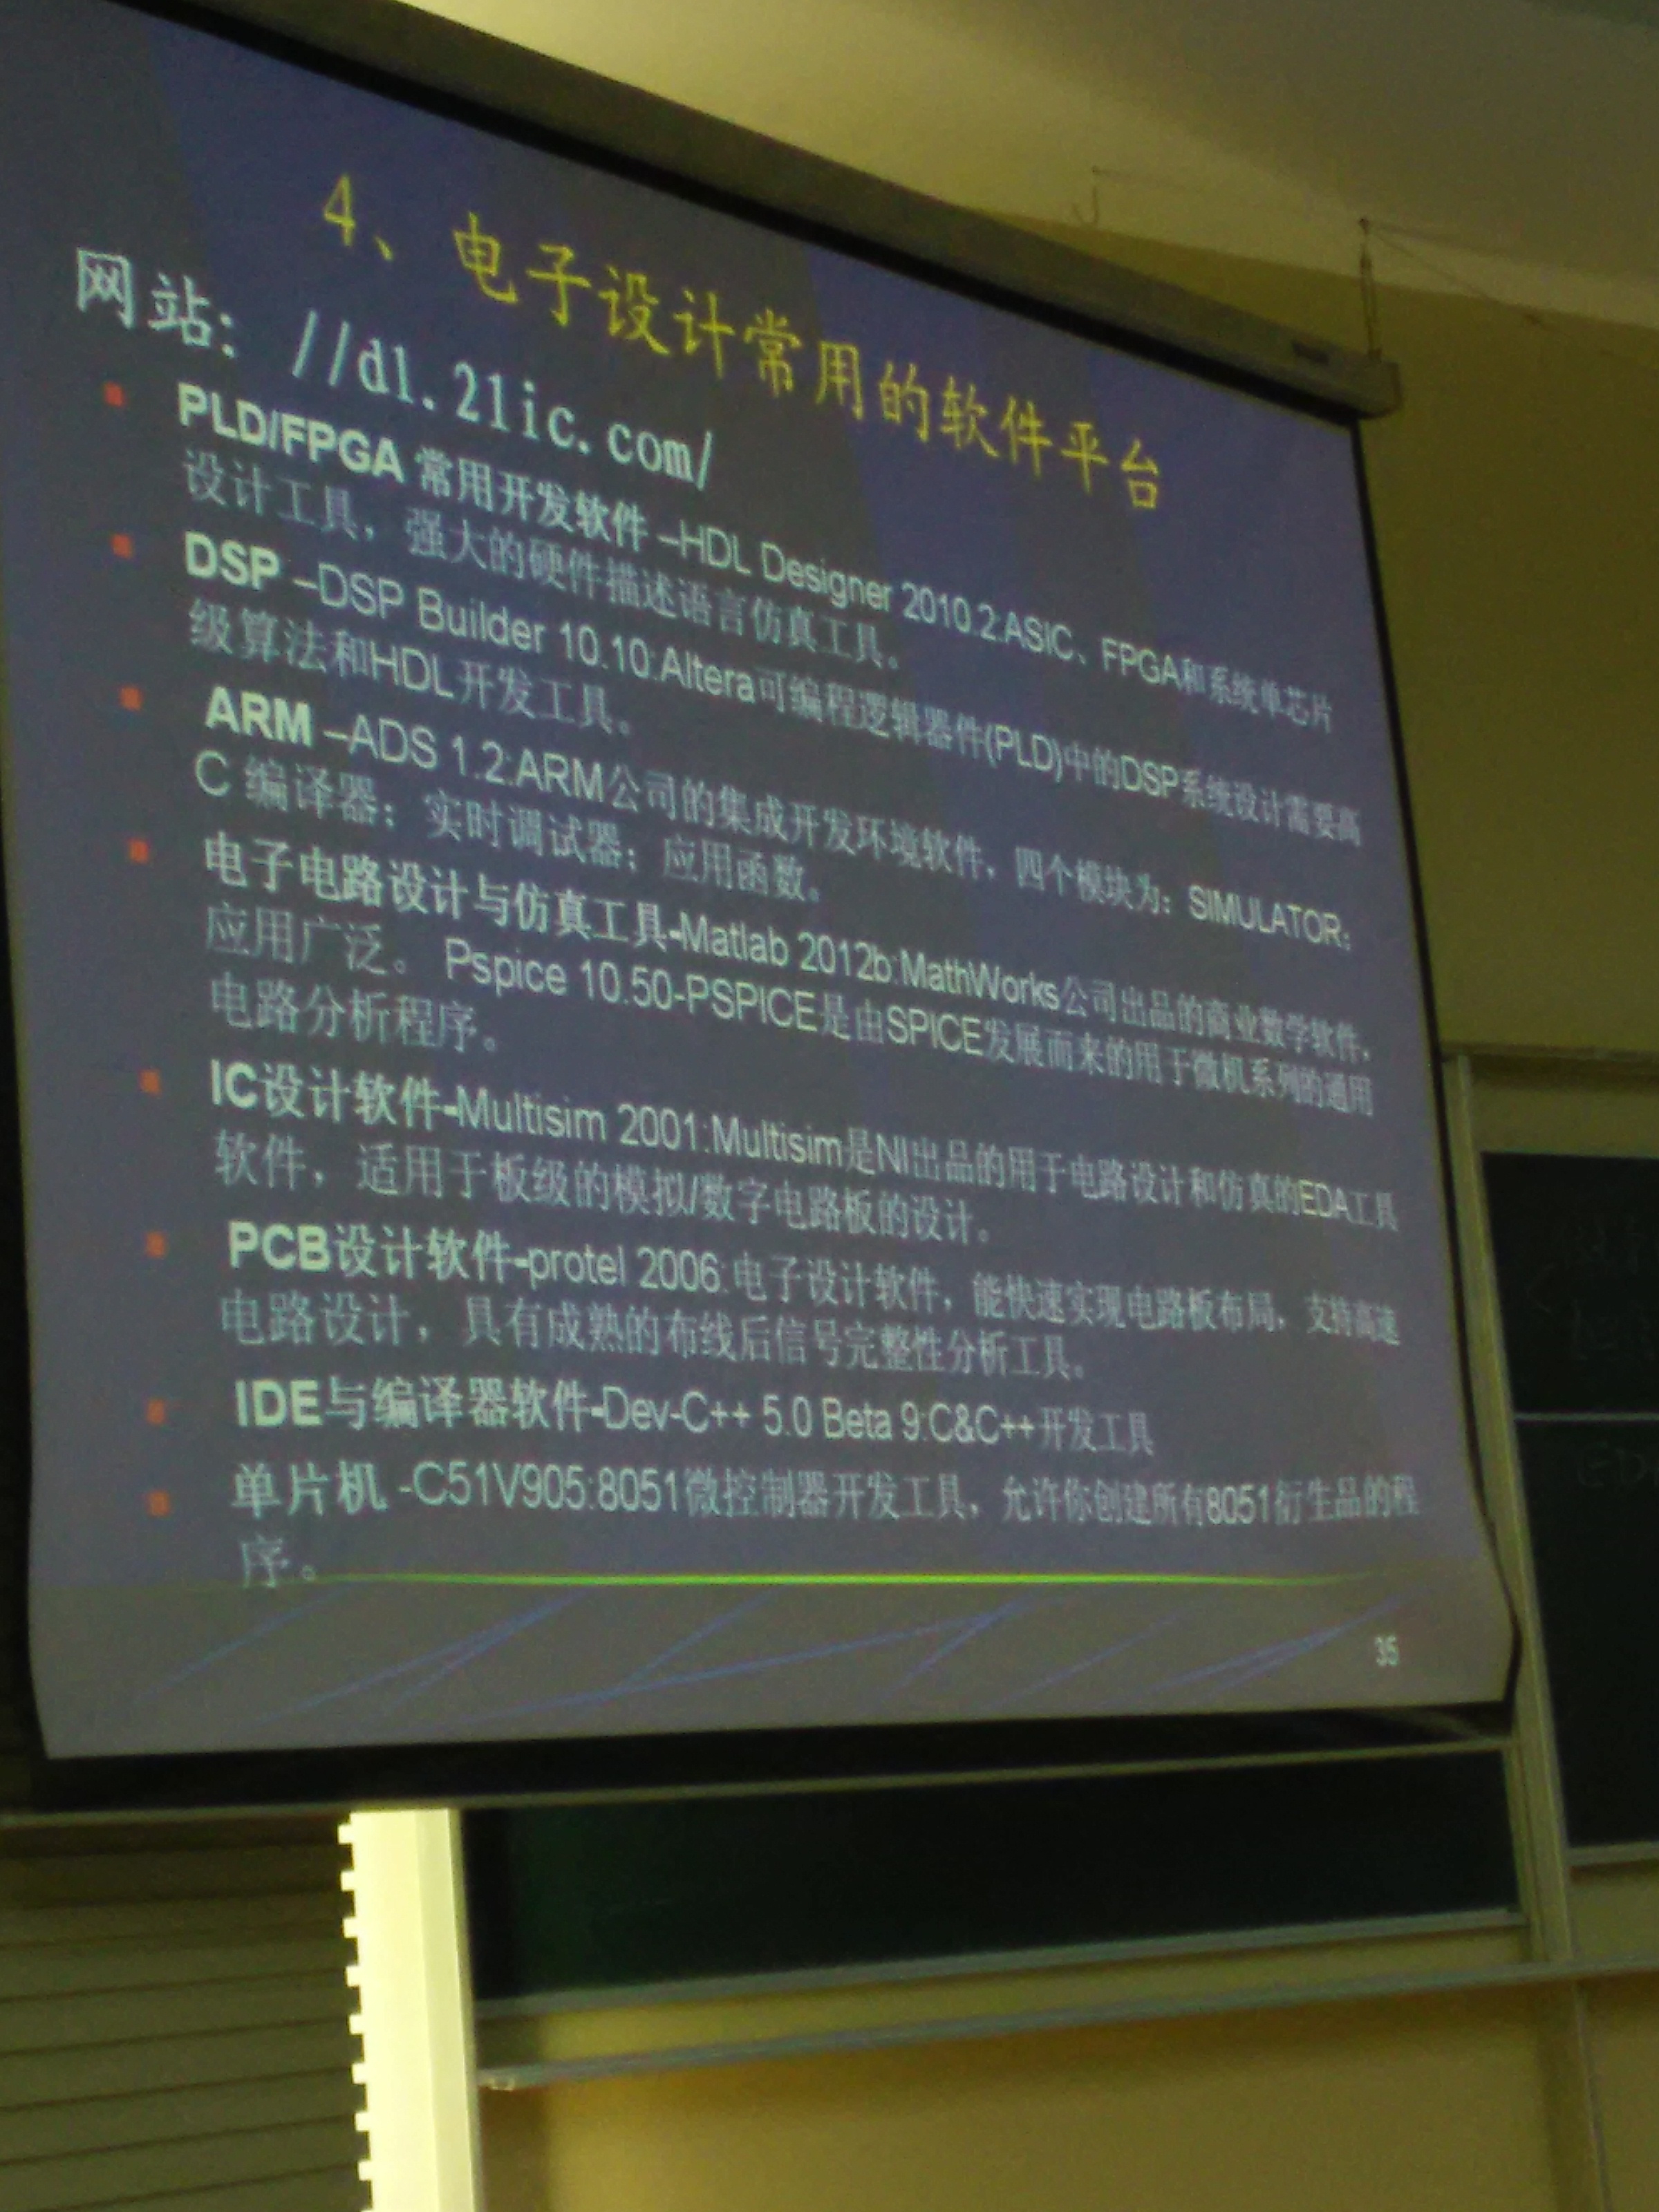 4、电子设计常用的软件平台
网站：//dl.21ic.com/
PLD/FPGA 常用开发软件 –HDL Designer 2010.2:ASIC、FPGA和系统单芯片
设计工具，强大的硬件描述语言仿真工具。
DSP –DSP Builder 10.10:Altera可编程逻辑器件(PLD)中的DSP系统设计需要高
级算法和HDL开发工具。
ARM –ADS 1.2:ARM公司的集成开发环境软件，四个模块为：SIMULATOR；
C 编译器；实时调试器；应用函数。
电子电路设计与仿真工具-Matlab 2012b:MathWorks公司出品的商业数学软件，
应用广泛。 Pspice 10.50-PSPICE是由SPICE发展而来的用于微机系列的通用
电路分析程序。
IC设计软件-Multisim 2001:Multisim是NI出品的用于电路设计和仿真的EDA工具
软件，适用于板级的模拟/数字电路板的设计。
PCB设计软件-protel 2006:电子设计软件，能快速实现电路板布局，支持高速
电路设计，具有成熟的布线后信号完整性分析工具。
IDE与编译器软件-Dev-C++ 5.0 Beta 9:C&C++开发工具
单片机 -C51V905:8051微控制器开发工具，允许你创建所有8051衍生品的程
序。
35